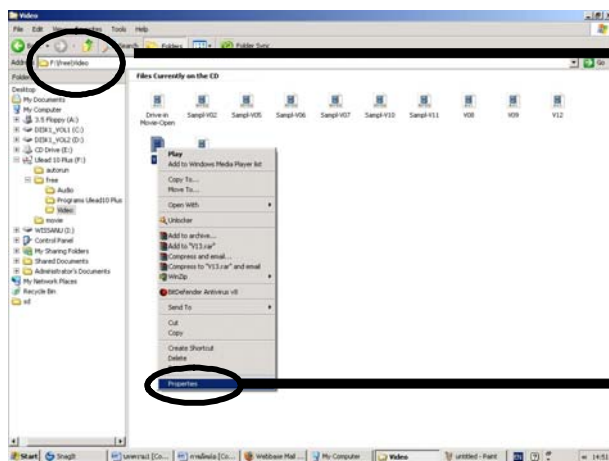 Video
File Edit View Favorites Tools Help
Search Folders Folder Sync
Address F:\free\Video Go
Folders
Files Currently on the CD
Desktop
My Documents
My Computer
3.5 Floppy (A:)
DISK1_VOL1 (C:)
DISK1_VOL2 (D:)
CD Drive (E:)
Ulead 10 Plus (F:)
autorun
free
Audio
Programs Ulead10 Plus
Video
movie
WISSANU (I:)
Control Panel
My Sharing Folders
Shared Documents
Administrator's Documents
My Network Places
Recycle Bin
Drive in Movie-Open
Sampl-V02
Sampl-V05
Sampl-V06
Sampl-V07
Sampl-V10
Sampl-V11
V08
V09
V12
Play
Add to Windows Media Player list
Copy To...
Move To...
Open With
Unlocker
Add to archive...
Add to "V13.rar"
Compress and email...
Compress to "V13.rar" and email
WinZip
BitDefender Antivirus v8
Send To
Cut
Copy
Create Shortcut
Delete
Properties
Start SnagIt Webbase Mail ... My Computer Video untitled - Paint EN 14:51